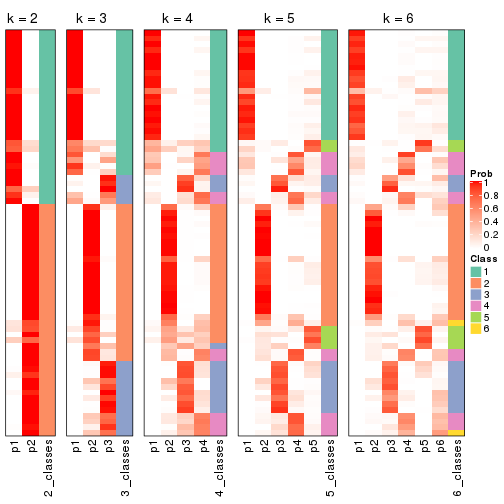 k = 2
k = 3
k = 4
k = 5
k = 6
p1
p2
2_classes
p1
p2
p3
3_classes
p1
p2
p3
p4
4_classes
p1
p2
p3
p4
p5
5_classes
p1
p2
p3
p4
p5
p6
6_classes
Prob
1
0.8
0.6
0.4
0.2
0
Class
1
2
3
4
5
6